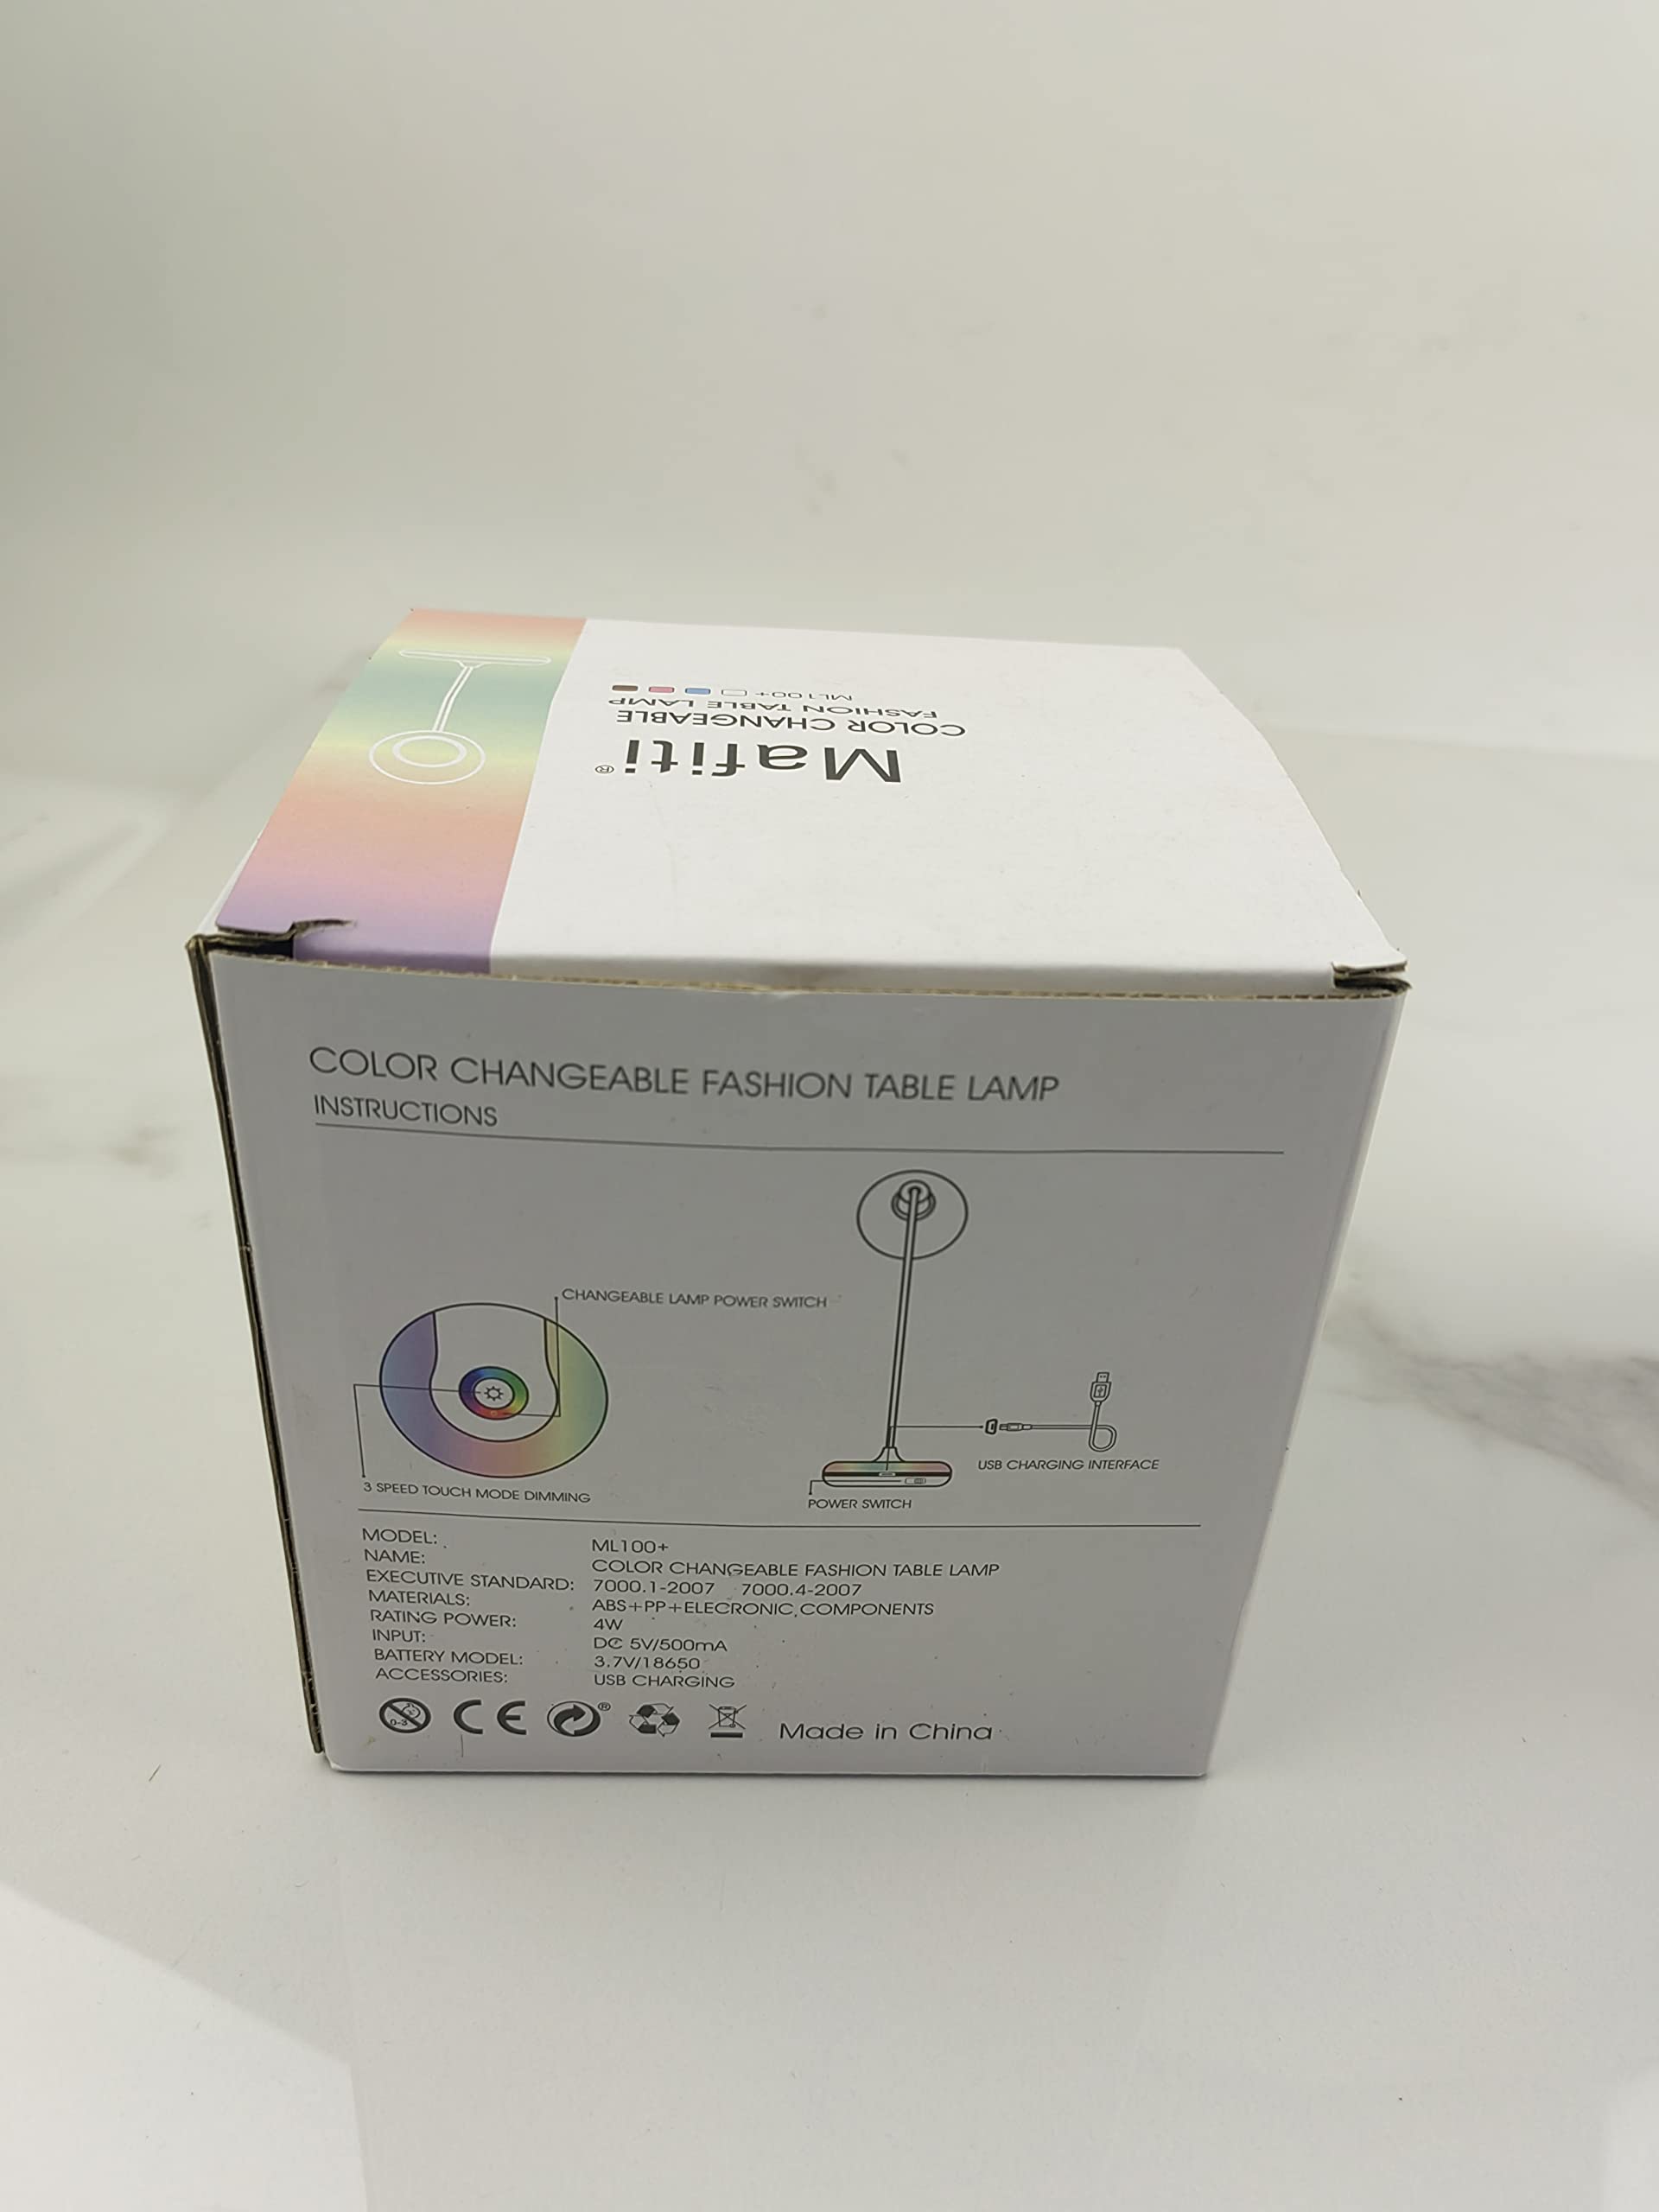 Mafiti®
COLOR CHANGEABLE
FASHION TABLE LAMP
ML100+
COLOR CHANGEABLE FASHION TABLE LAMP
INSTRUCTIONS
CHANGEABLE LAMP POWER SWITCH
3 SPEED TOUCH MODE DIMMING
USB CHARGING INTERFACE
POWER SWITCH
MODEL: ML100+
NAME: COLOR CHANGEABLE FASHION TABLE LAMP
EXECUTIVE STANDARD: 7000.1-2007 7000.4-2007
MATERIALS: ABS+PP+ELECRONIC COMPONENTS
RATING POWER: 4W
INPUT: DC 5V/500mA
BATTERY MODEL: 3.7V/18650
ACCESSORIES: USB CHARGING
0-3 CE ® Made in China